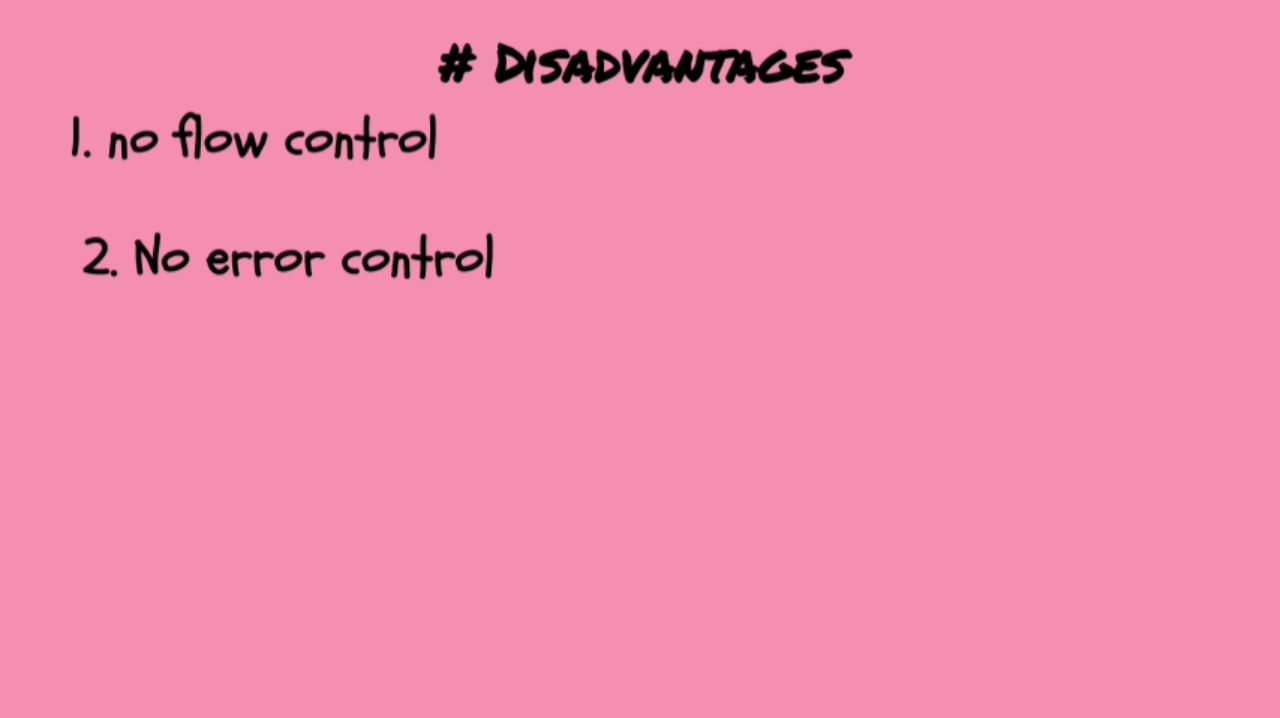 # Disadvantages
1. no flow control
2. No error control